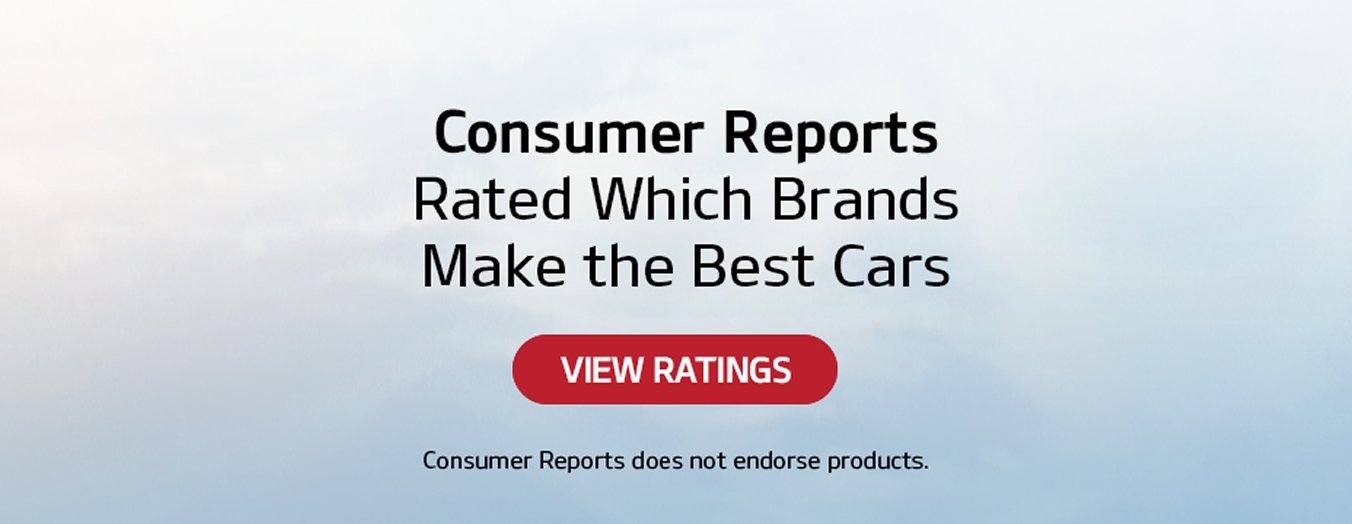 Consumer Reports
Rated Which Brands
Make the Best Cars
VIEW RATINGS
Consumer Reports does not endorse products.